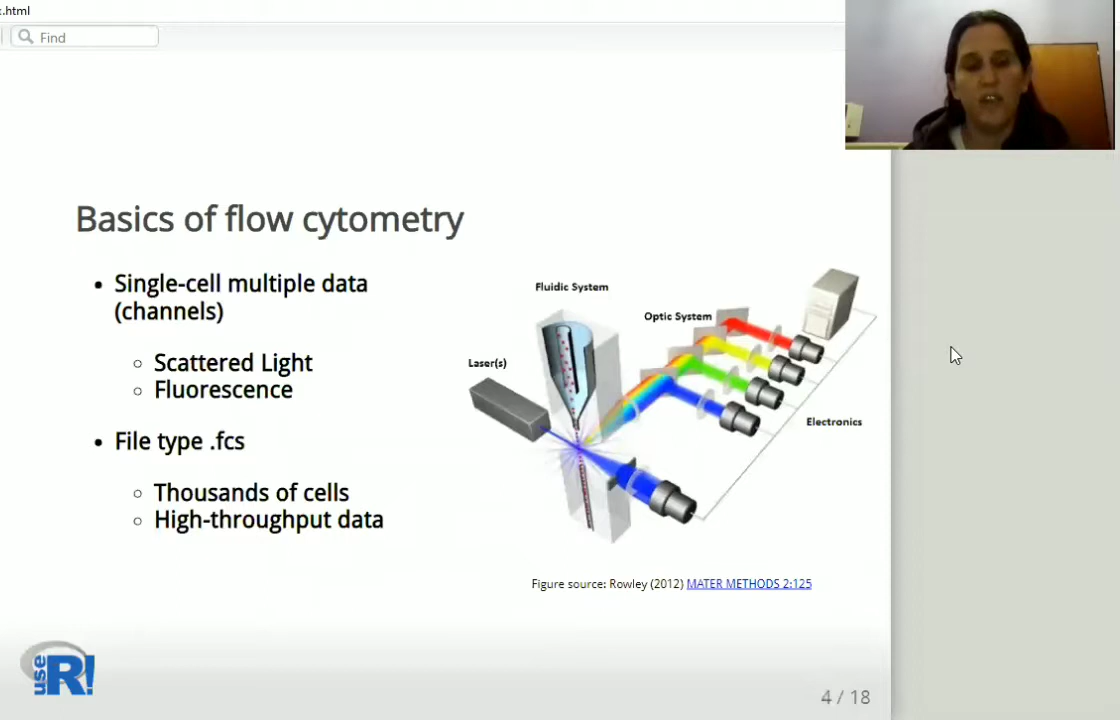 .html
Find
Basics of flow cytometry
• Single-cell multiple data
(channels)
○ Scattered Light
○ Fluorescence
• File type .fcs
○ Thousands of cells
○ High-throughput data
Fluidic System
Optic System
Laser(s)
Electronics
Figure source: Rowley (2012) MATER METHODS 2:125
use R!
4 / 18